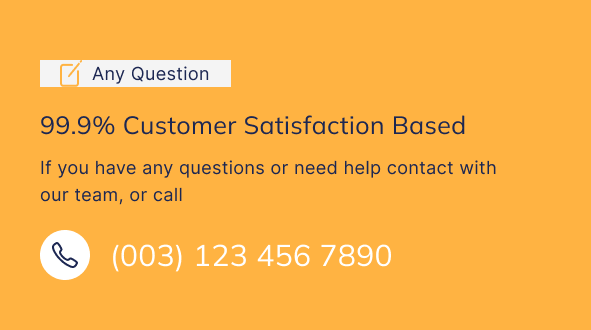 Any Question
99.9% Customer Satisfaction Based
If you have any questions or need help contact with
our team, or call
(003) 123 456 7890